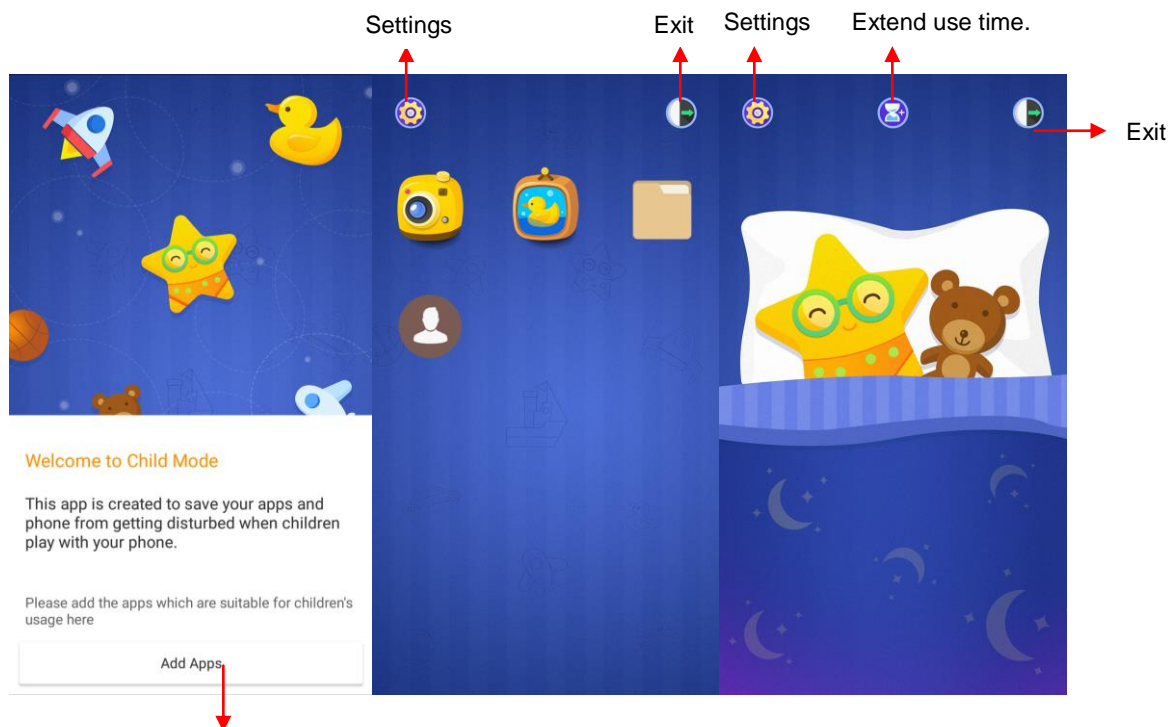 Settings
Exit
Settings
Extend use time.
Exit
Welcome to Child Mode
This app is created to save your apps and
phone from getting disturbed when children
play with your phone.
Please add the apps which are suitable for children's
usage here
Add Apps